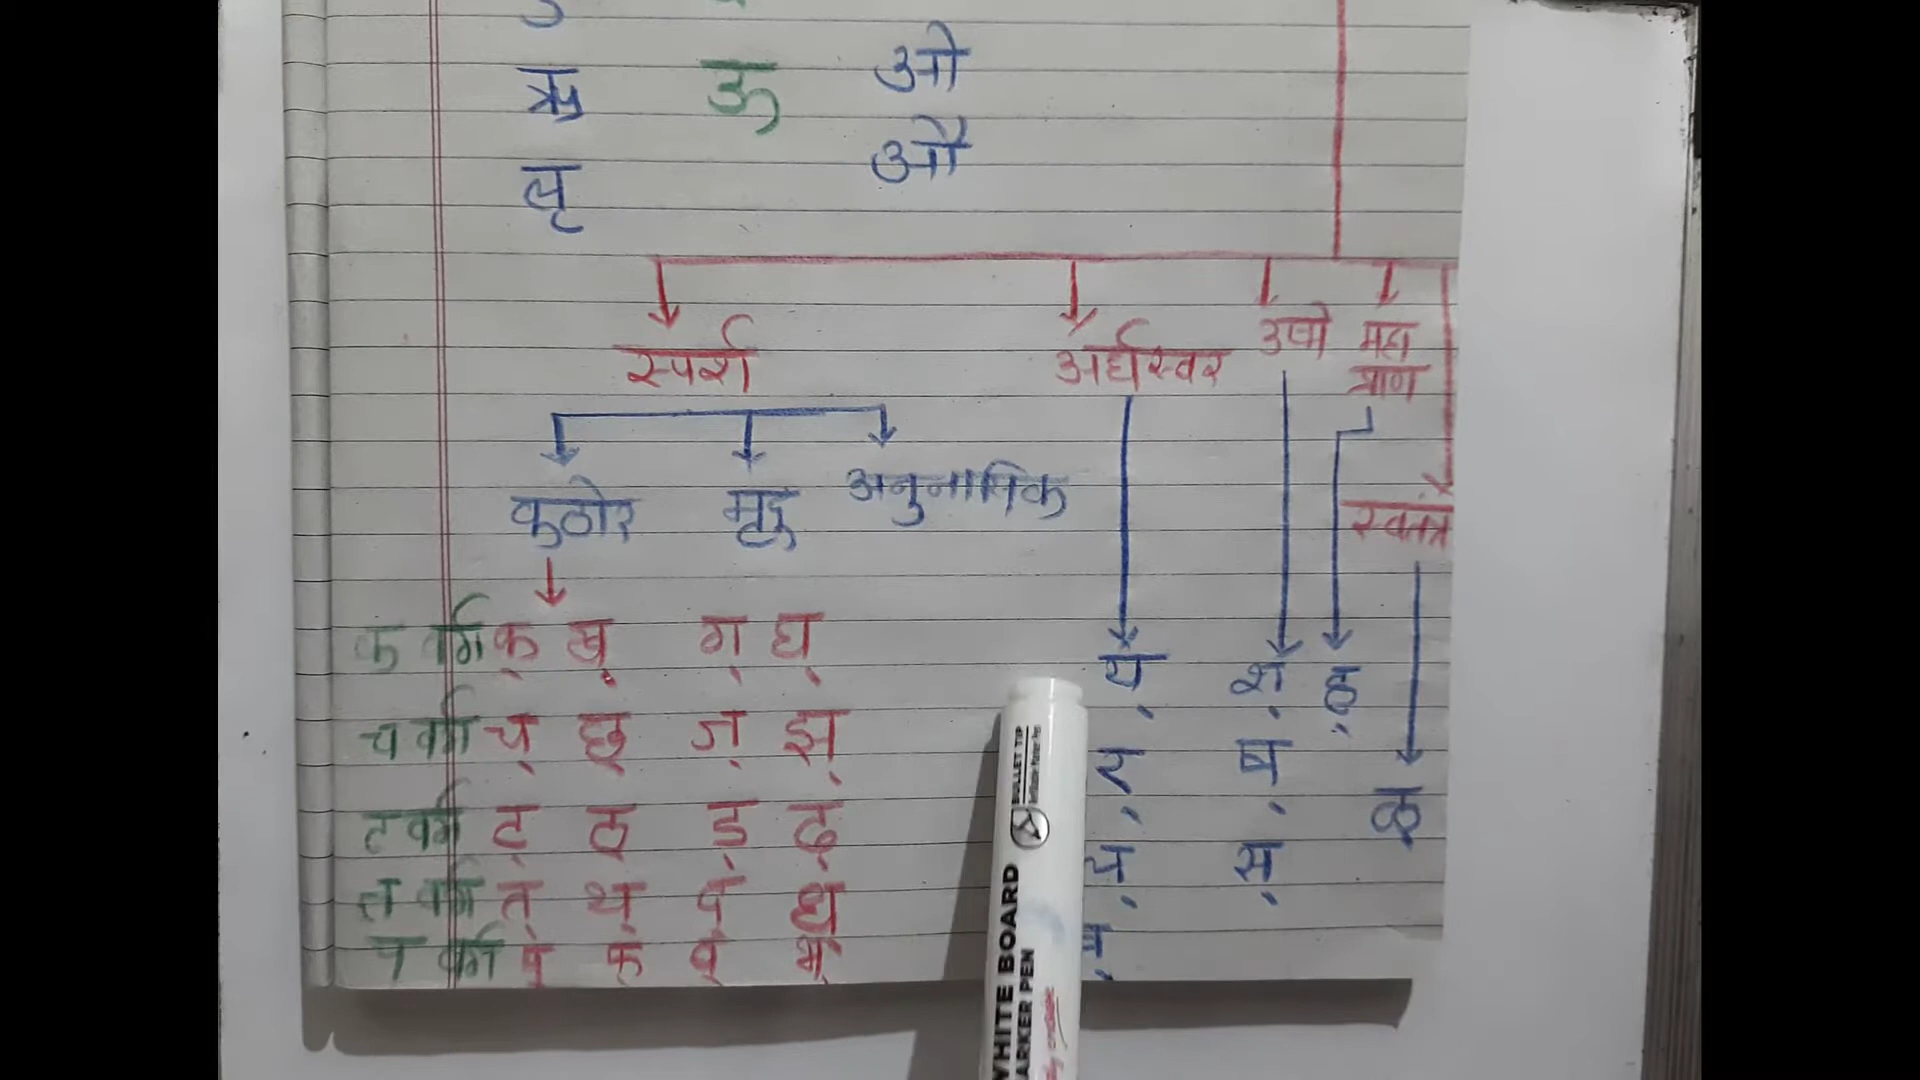 ऋ ऊ ओ
लृ औ
स्पर्श अर्धस्वर उष्मे महा प्राण
कठोर मृदू अनुनासिक स्वतंत्र
क वर्ग क् ख् ग् घ् य् श् ह्
च वर्ग च् छ् ज् झ् ष् ळ
ट वर्ग ट् ठ् ड् ढ् स्
त वर्ग त् थ् द् ध्
प वर्ग प् फ् ब् भ्
BULLET TIP
WHITE BOARD
MARKER PEN